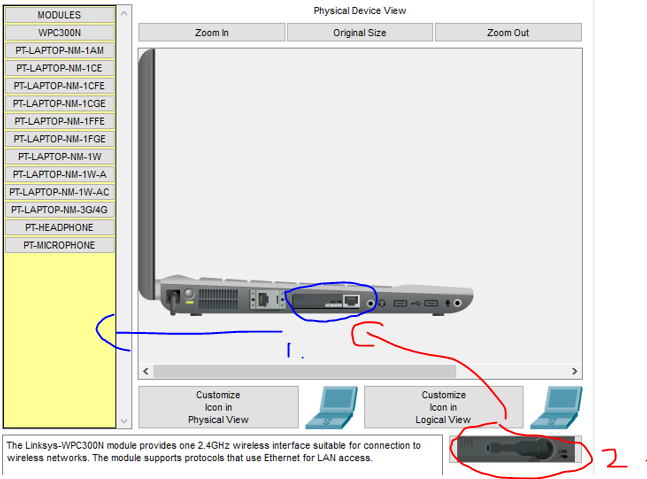 Physical Device View
MODULES
WPC300N
PT-LAPTOP-NM-1AM
PT-LAPTOP-NM-1CE
PT-LAPTOP-NM-1CFE
PT-LAPTOP-NM-1CGE
PT-LAPTOP-NM-1FFE
PT-LAPTOP-NM-1FGE
PT-LAPTOP-NM-1W
PT-LAPTOP-NM-1W-A
PT-LAPTOP-NM-1W-AC
PT-LAPTOP-NM-3G/4G
PT-HEADPHONE
PT-MICROPHONE
Zoom In
Original Size
Zoom Out
1.
Customize
Icon in
Physical View
Customize
Icon in
Logical View
The Linksys-WPC300N module provides one 2.4GHz wireless interface suitable for connection to
wireless networks. The module supports protocols that use Ethernet for LAN access.
2.